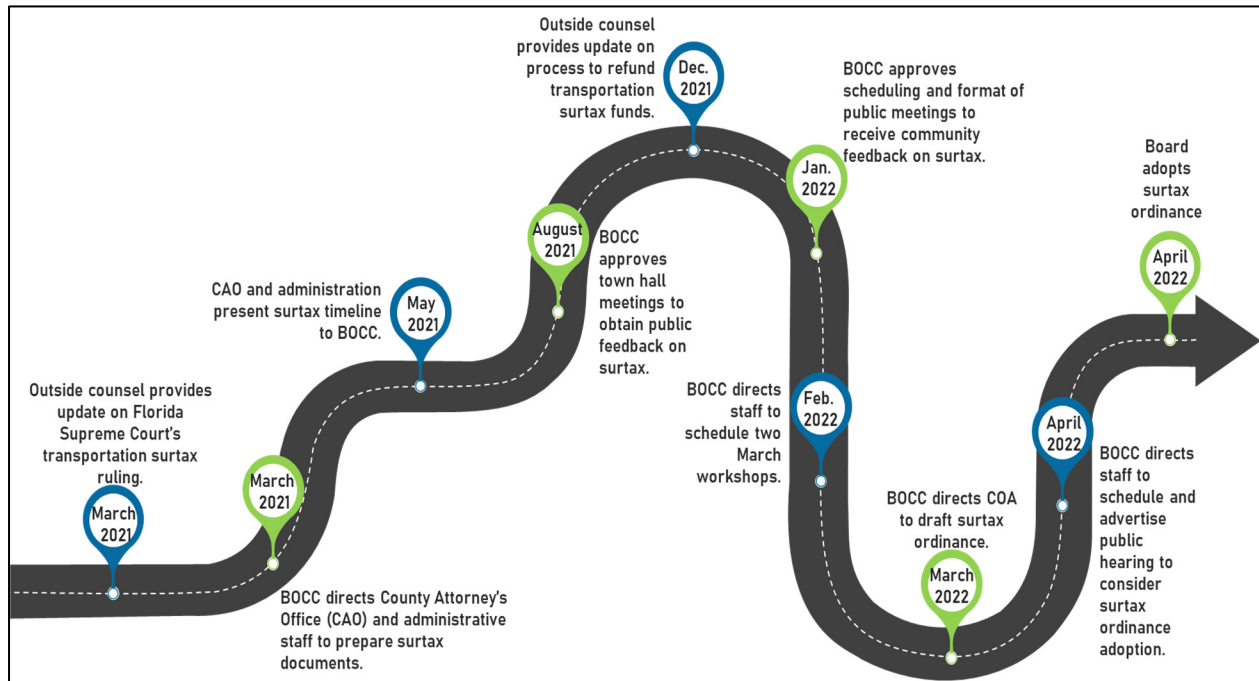 Outside counsel provides
update on Florida
Supreme Court's
transportation surtax
ruling.
March
2021
March
2021
BOCC directs County Attorney's
Office (CAO) and administrative
staff to prepare surtax
documents.
CAO and administration
present surtax timeline
to BOCC.
May
2021
August
2021
BOCC
approves
town hall
meetings to
obtain public
feedback on
surtax.
Outside counsel
provides update on
process to refund
transportation
surtax funds.
Dec.
2021
BOCC approves
scheduling and format of
public meetings to
receive community
feedback on surtax.
Jan.
2022
BOCC directs
staff to
schedule two
March
workshops.
Feb.
2022
BOCC directs COA
to draft surtax
ordinance.
March
2022
April
2022
BOCC directs
staff to
schedule and
advertise
public
hearing to
consider
surtax
ordinance
adoption.
Board
adopts
surtax
ordinance
April
2022